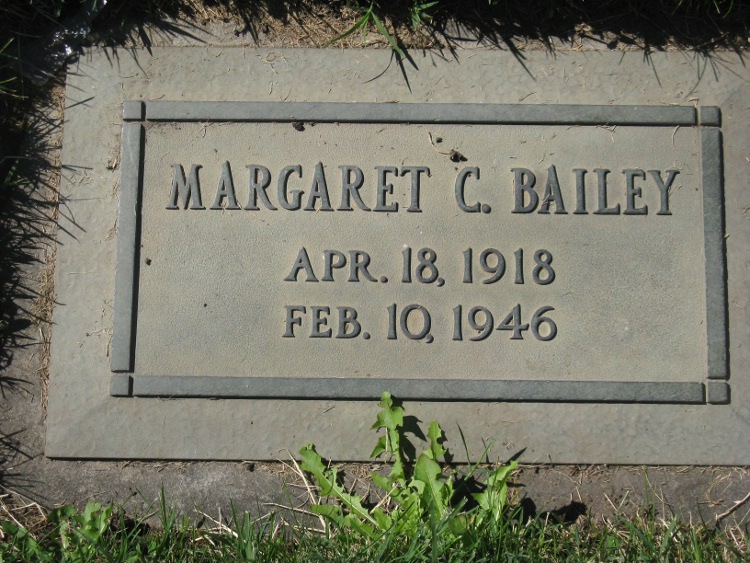 MARGARET C. BAILEY
APR. 18, 1918
FEB. 10, 1946